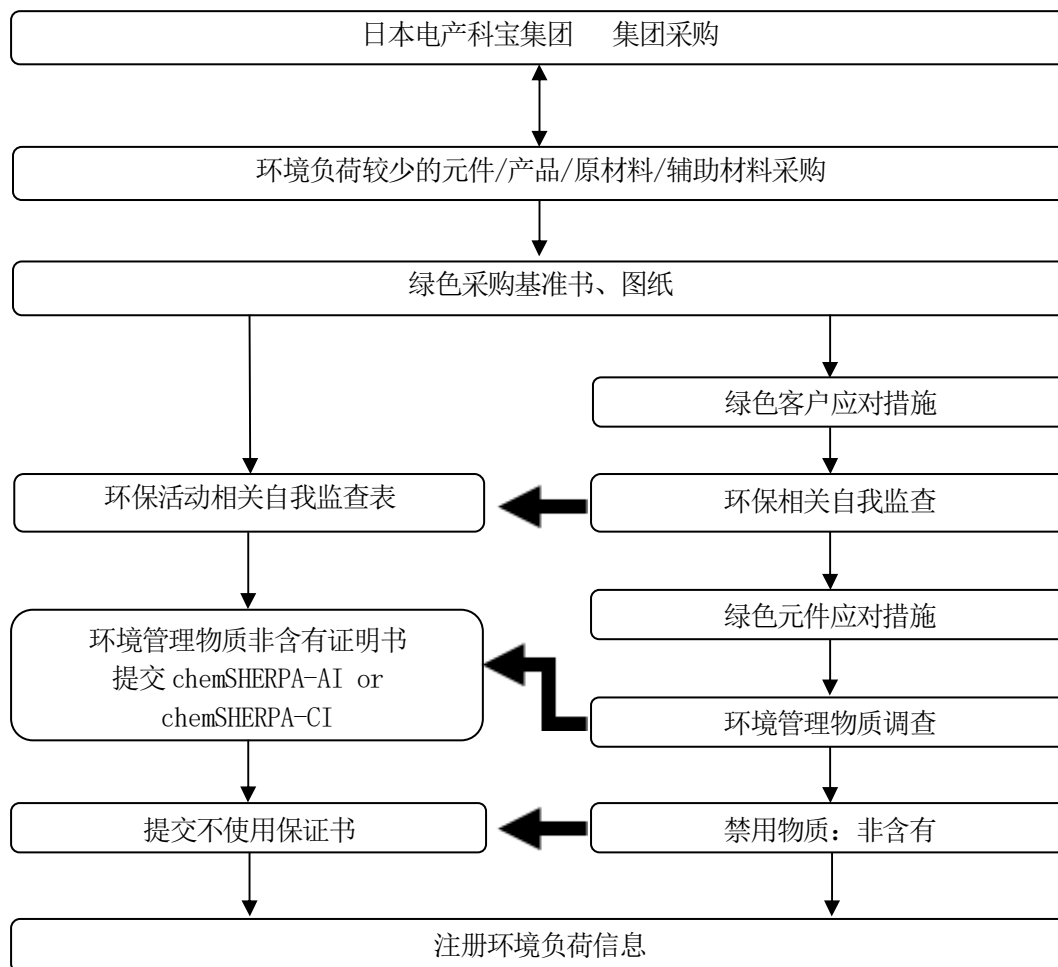 日本电产科宝集团 集团采购
环境负荷较少的元件/产品/原材料/辅助材料采购
绿色采购基准书、图纸
绿色客户应对措施
环保活动相关自我监查表
环保相关自我监查
绿色元件应对措施
环境管理物质非含有证明书
提交 chemSHERPA-AI or
chemSHERPA-CI
环境管理物质调查
提交不使用保证书
禁用物质：非含有
注册环境负荷信息